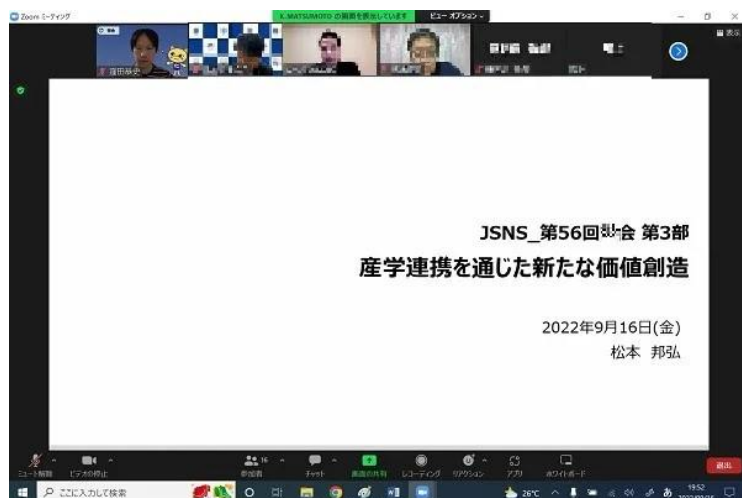 Zoom ミーティング
K.MATSUMOTO の画面を表示しています
ビュー オプション
表示
窪田恭史
JSNS_第56回 会 第3部
産学連携を通じた新たな価値創造
2022年9月16日(金)
松本 邦弘
ミュート解除
ビデオの停止
16
参加者
チャット
画面の共有
レコーディング
リアクション
アプリ
ホワイトボード
退出
ここに入力して検索
26°C
あ
19:52